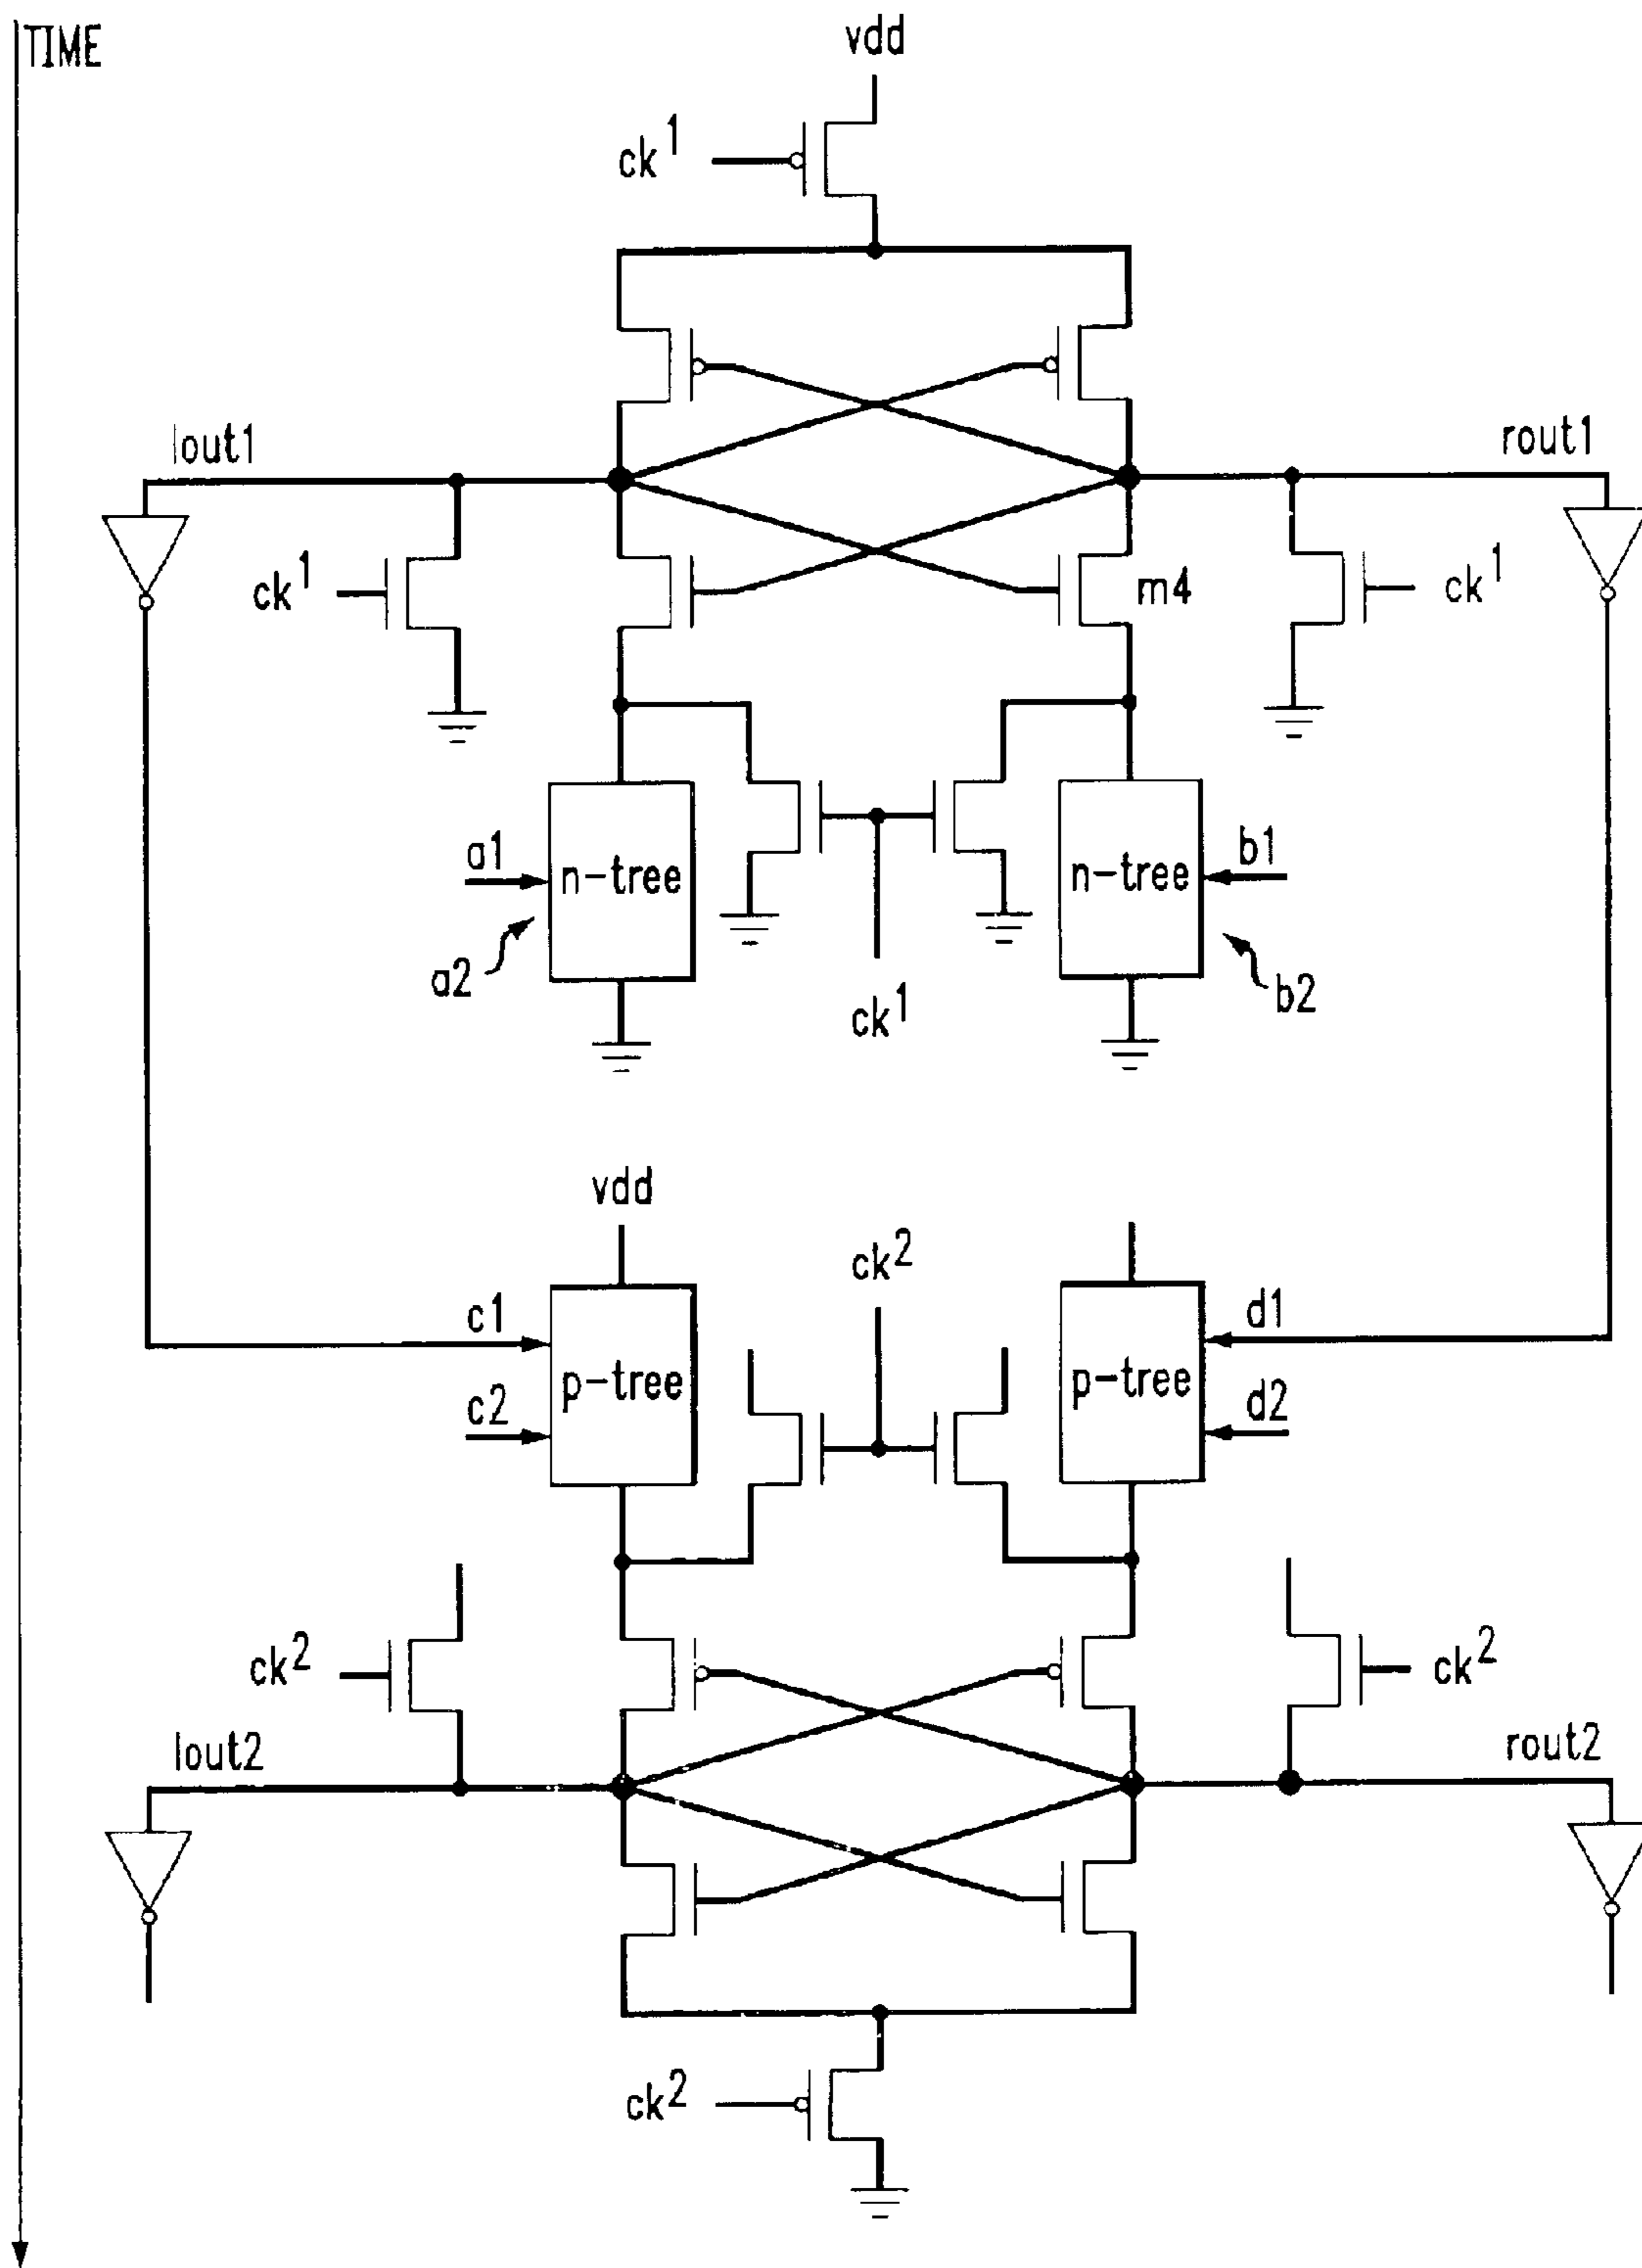 TIME
vdd
ck1
lout1
rout1
ck1
m4
ck1
a1
n-tree
n-tree
b1
a2
ck1
b2
vdd
ck2
c1
d1
p-tree
p-tree
c2
d2
ck2
ck2
lout2
rout2
ck2